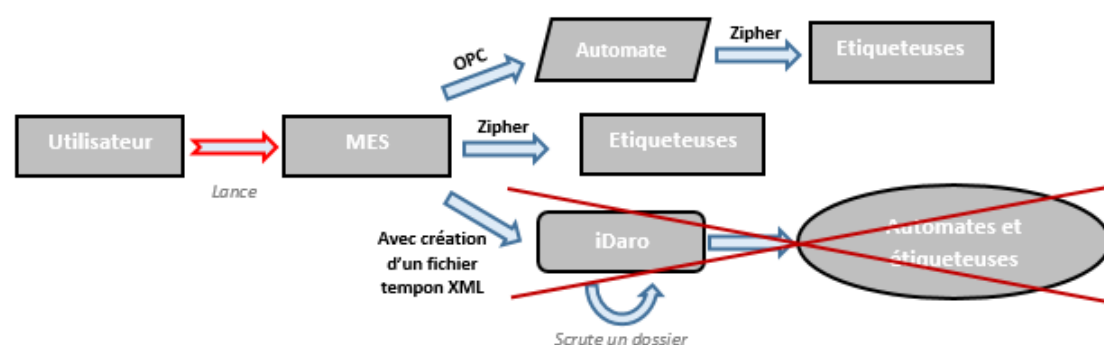 OPC
Automate
Zipher
Etiqueteuses
Utilisateur
Lance
MES
Zipher
Etiqueteuses
Avec création
d'un fichier
tempon XML
iDaro
Scrute un dossier
Automates et
étiqueteuses